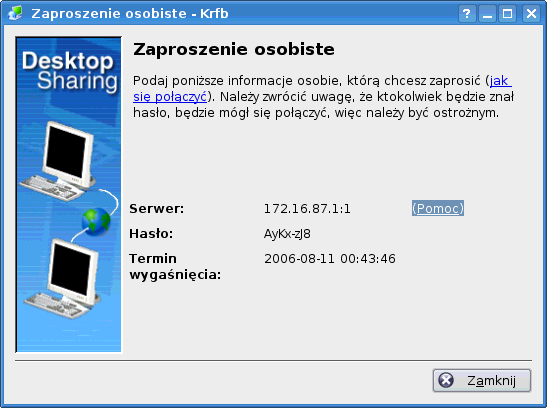 Zaproszenie osobiste - Krfb
Desktop
Sharing
Zaproszenie osobiste
Podaj poniższe informacje osobie, którą chcesz zaprosić (jak
się połaczyć). Należy zwrócić uwagę, że ktokolwiek będzie znał
hasło, będzie mógł się połączyć, więc należy być ostrożnym.
Serwer: 172.16.87.1:1 (Pomoc)
Hasło: AyKx-zJ8
Termin 2006-08-11 00:43:46
wygaśnięcia:
Zamknij